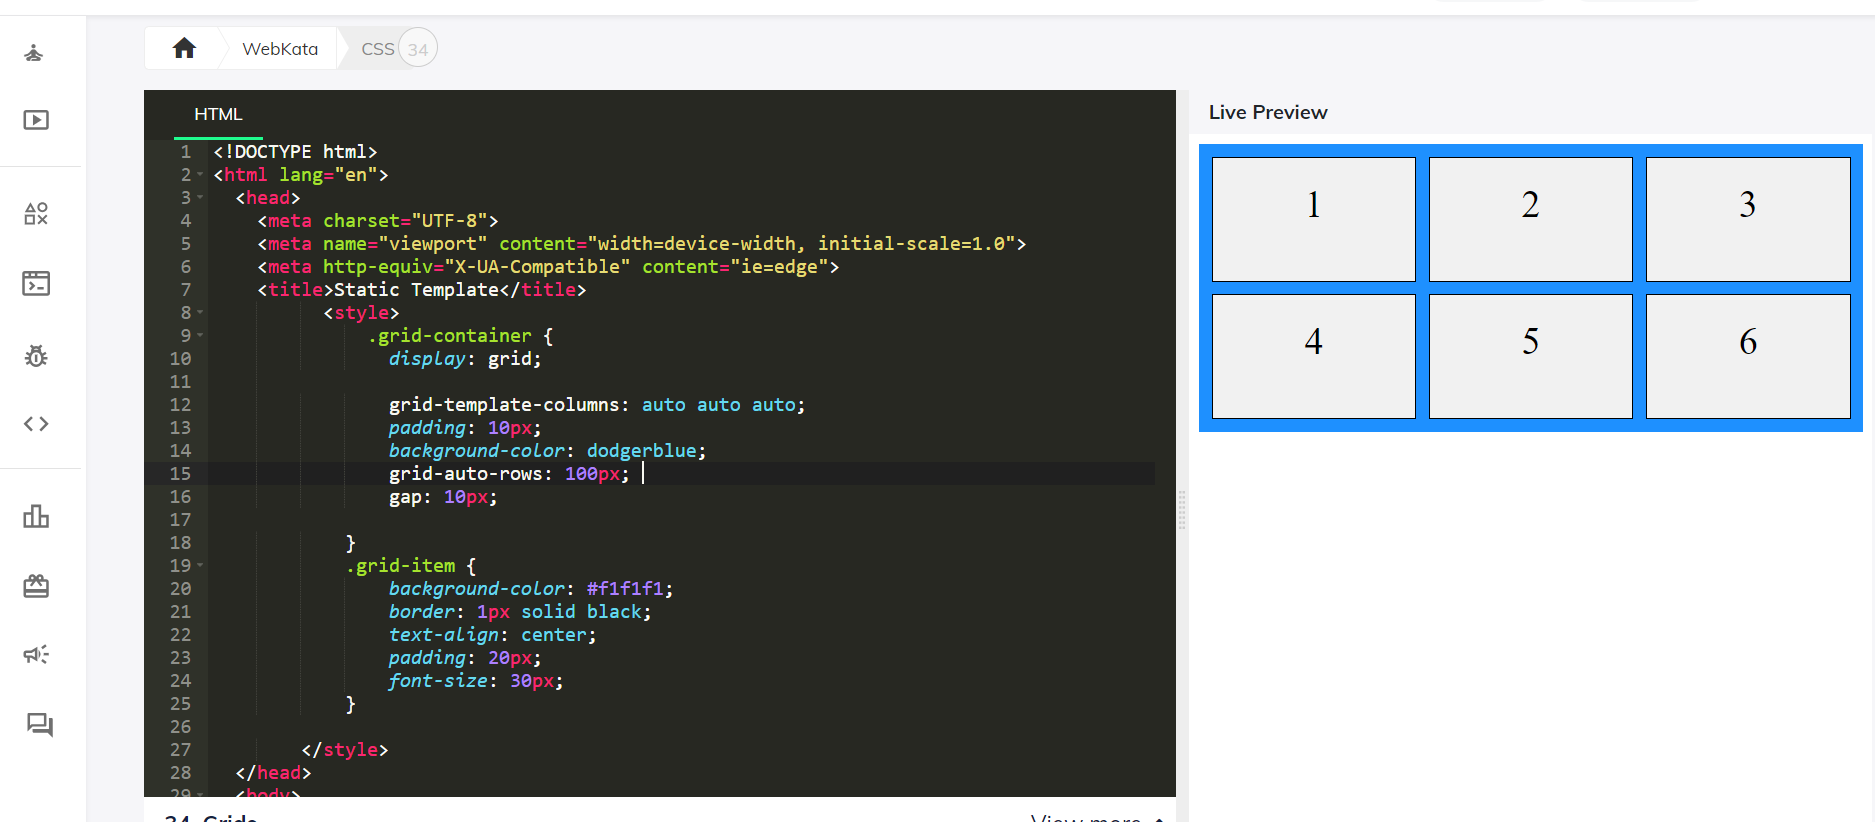 WebKata
CSS 34
HTML
1 <!DOCTYPE html>
2 <html lang="en">
3 <head>
4 <meta charset="UTF-8">
5 <meta name="viewport" content="width=device-width, initial-scale=1.0">
6 <meta http-equiv="X-UA-Compatible" content="ie=edge">
7 <title>Static Template</title>
8 <style>
9 .grid-container {
10 display: grid;
11
12 grid-template-columns: auto auto auto;
13 padding: 10px;
14 background-color: dodgerblue;
15 grid-auto-rows: 100px;
16 gap: 10px;
17
18 }
19 .grid-item {
20 background-color: #f1f1f1;
21 border: 1px solid black;
22 text-align: center;
23 padding: 20px;
24 font-size: 30px;
25 }
26
27 </style>
28 </head>
29 <body>
34. Grids
View more
Live Preview
1 2 3
4 5 6